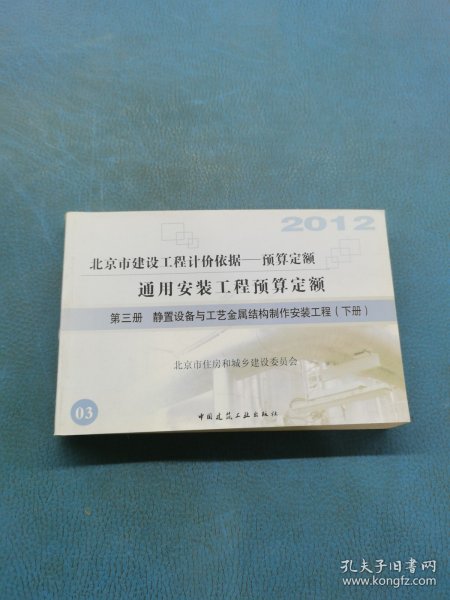 2012
北京市建设工程计价依据——预算定额
通用安装工程预算定额
第三册 静置设备与工艺金属结构制作安装工程（下册）
北京市住房和城乡建设委员会
03
中国建筑工业出版社
孔夫子旧书网
www.kongfz.com